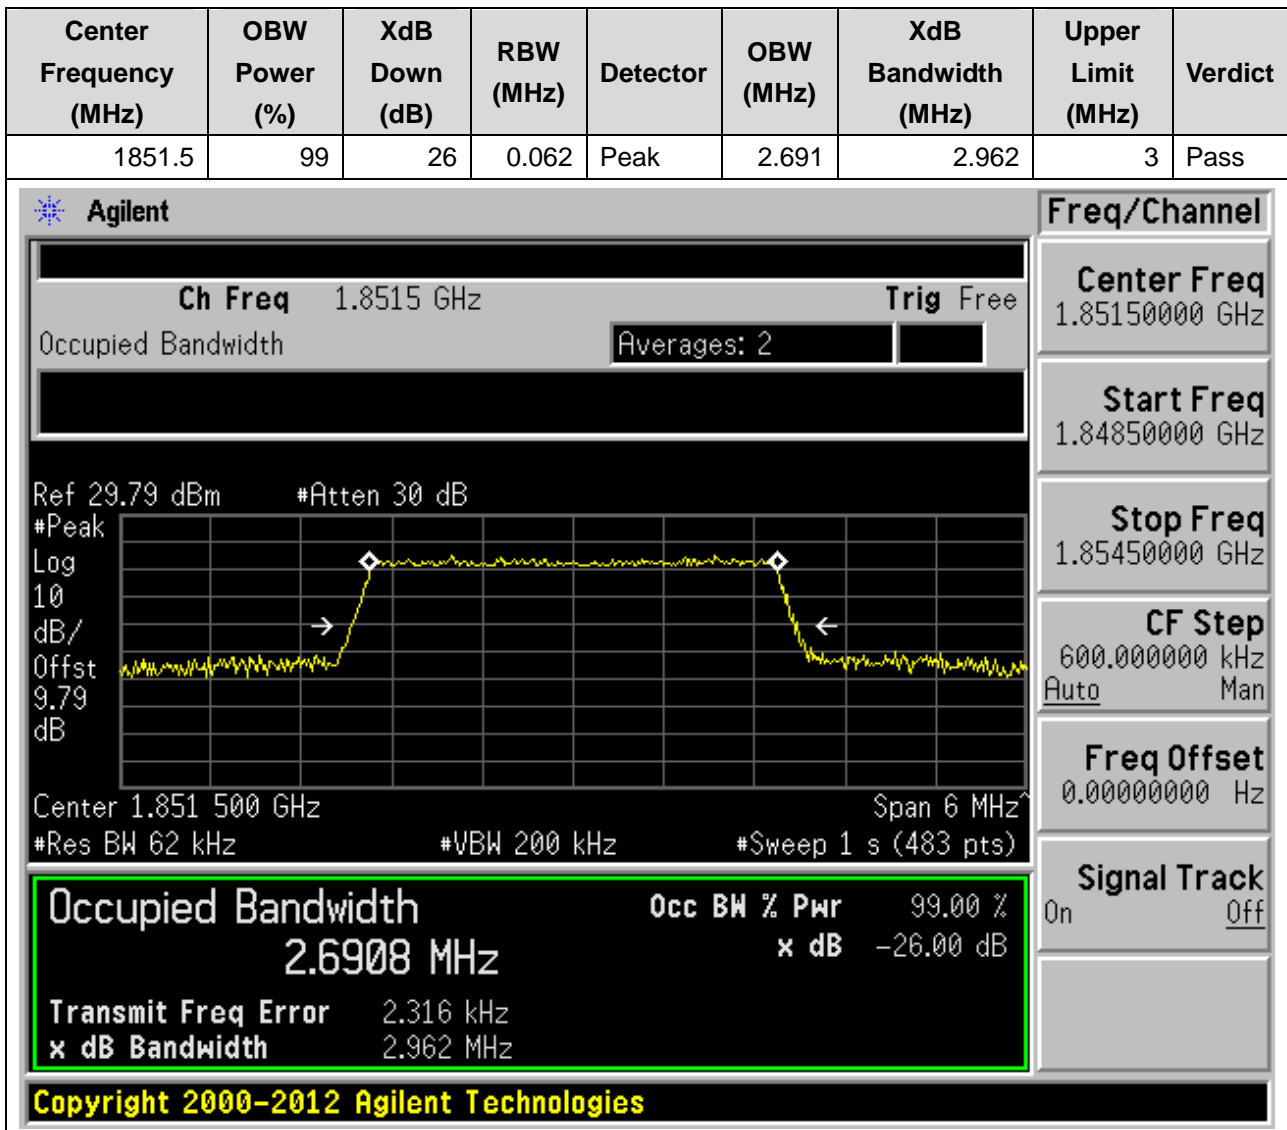 Center Frequency (MHz) OBW Power (%) XdB Down (dB) RBW (MHz) Detector OBW (MHz) XdB Bandwidth (MHz) Upper Limit (MHz) Verdict
1851.5 99 26 0.062 Peak 2.691 2.962 3 Pass
Agilent
Freq/Channel
Ch Freq 1.8515 GHz Trig Free
Occupied Bandwidth Averages: 2
Center Freq
1.85150000 GHz
Start Freq
1.84850000 GHz
Stop Freq
1.85450000 GHz
CF Step
600.000000 kHz
Auto Man
Freq Offset
0.00000000 Hz
Signal Track
On Off
Ref 29.79 dBm #Atten 30 dB
#Peak
Log
10
dB/
Offst
9.79
dB
Center 1.851 500 GHz Span 6 MHz^
#Res BW 62 kHz #VBW 200 kHz #Sweep 1 s (483 pts)
Occupied Bandwidth Occ BW % Pwr 99.00 %
2.6908 MHz x dB -26.00 dB
Transmit Freq Error 2.316 kHz
x dB Bandwidth 2.962 MHz
Copyright 2000-2012 Agilent Technologies